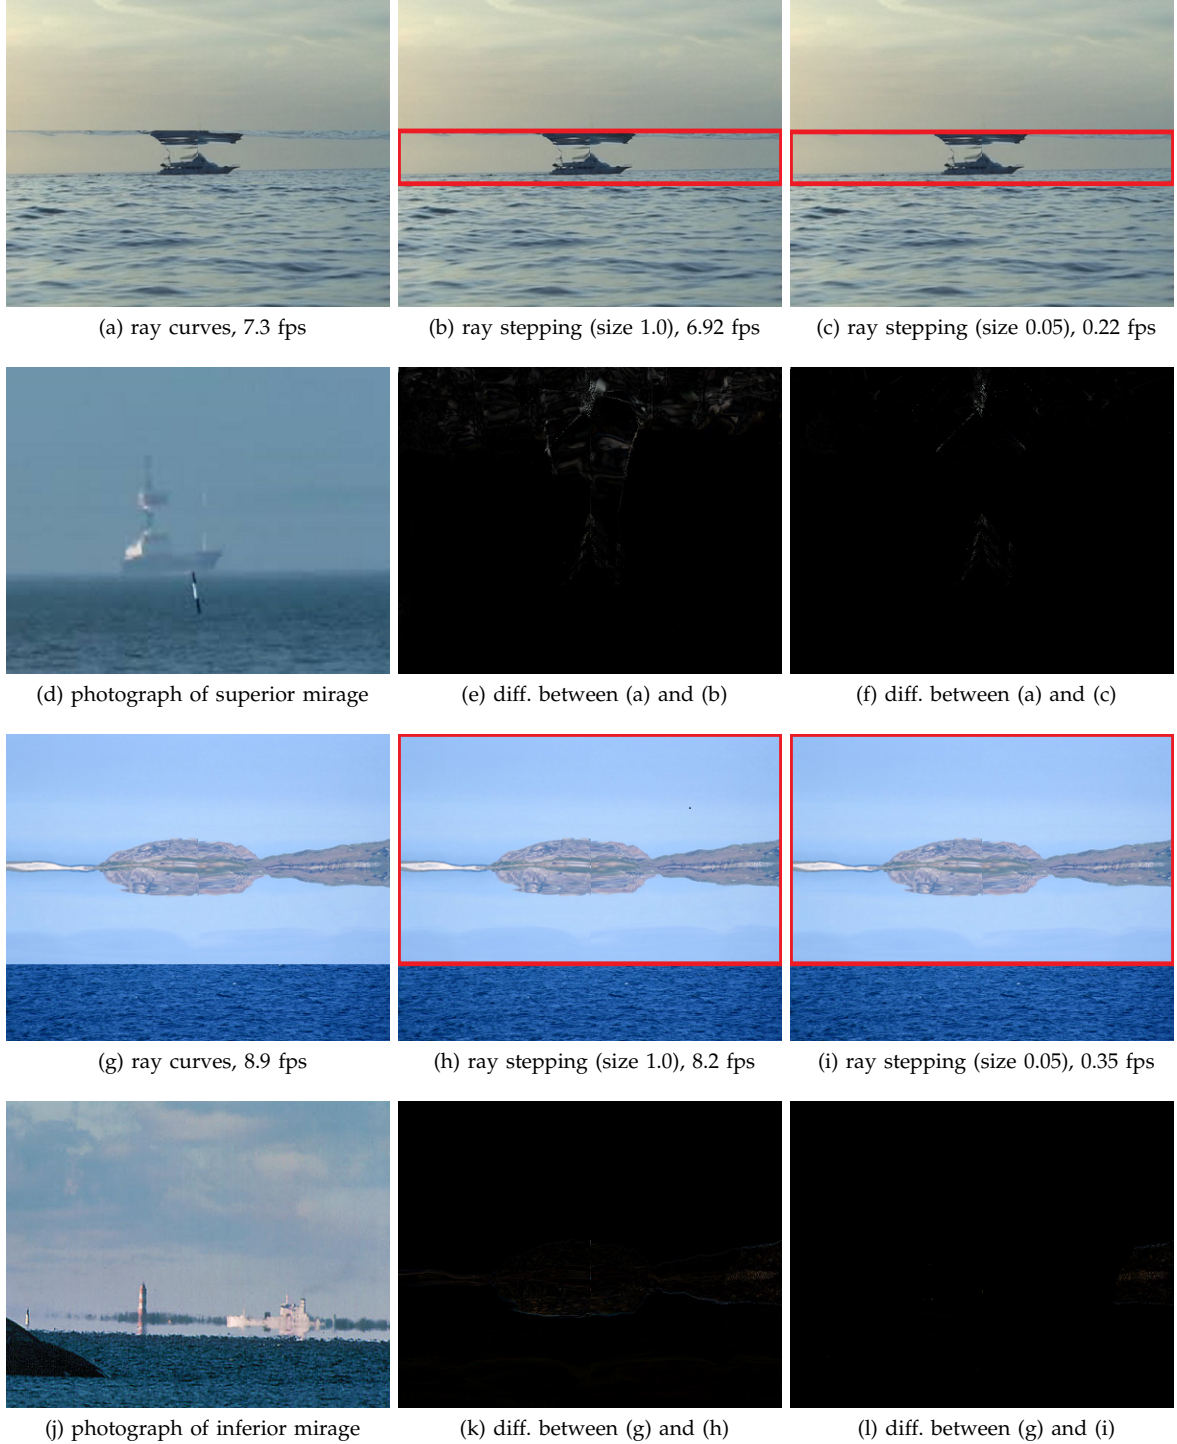 (a) ray curves, 7.3 fps
(b) ray stepping (size 1.0), 6.92 fps
(c) ray stepping (size 0.05), 0.22 fps
(d) photograph of superior mirage
(e) diff. between (a) and (b)
(f) diff. between (a) and (c)
(g) ray curves, 8.9 fps
(h) ray stepping (size 1.0), 8.2 fps
(i) ray stepping (size 0.05), 0.35 fps
(j) photograph of inferior mirage
(k) diff. between (g) and (h)
(l) diff. between (g) and (i)